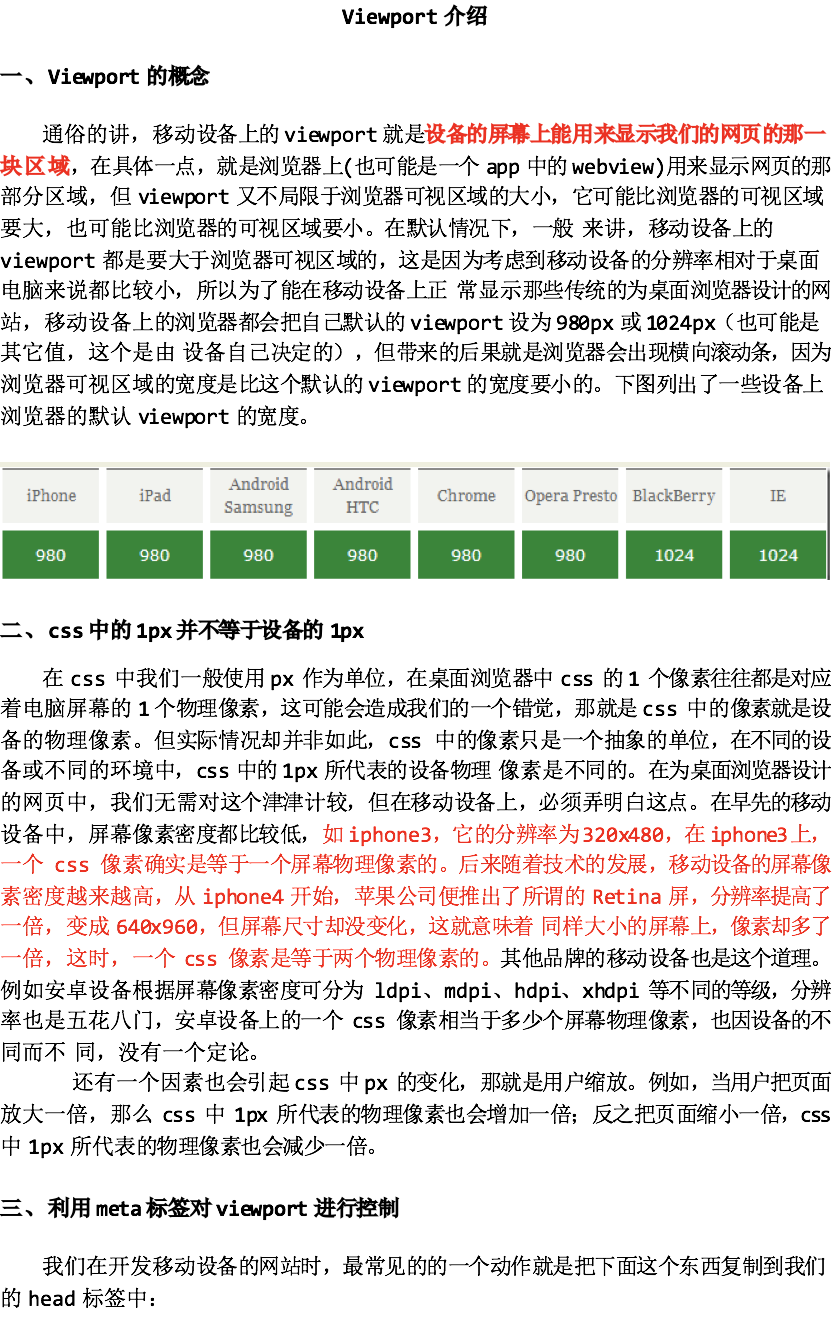 Viewport 介绍
一、Viewport 的概念
通俗的讲，移动设备上的 viewport 就是设备的屏幕上能用来显示我们的网页的那一
块区域，在具体一点，就是浏览器上(也可能是一个 app 中的 webview)用来显示网页的那
部分区域，但 viewport 又不局限于浏览器可视区域的大小，它可能比浏览器的可视区域
要大，也可能比浏览器的可视区域要小。在默认情况下，一般 来讲，移动设备上的
viewport 都是要大于浏览器可视区域的，这是因为考虑到移动设备的分辨率相对于桌面
电脑来说都比较小，所以为了能在移动设备上正 常显示那些传统的为桌面浏览器设计的网
站，移动设备上的浏览器都会把自己默认的 viewport 设为 980px 或 1024px（也可能是
其它值，这个是由 设备自己决定的），但带来的后果就是浏览器会出现横向滚动条，因为
浏览器可视区域的宽度是比这个默认的 viewport 的宽度要小的。下图列出了一些设备上
浏览器的默认 viewport 的宽度。
iPhone iPad Android Samsung Android HTC Chrome Opera Presto BlackBerry IE
980 980 980 980 980 980 1024 1024
二、css 中的 1px 并不等于设备的 1px
在 css 中我们一般使用 px 作为单位，在桌面浏览器中 css 的 1 个像素往往都是对应
着电脑屏幕的 1 个物理像素，这可能会造成我们的一个错觉，那就是 css 中的像素就是设
备的物理像素。但实际情况却并非如此，css 中的像素只是一个抽象的单位，在不同的设
备或不同的环境中，css 中的 1px 所代表的设备物理 像素是不同的。在为桌面浏览器设计
的网页中，我们无需对这个津津计较，但在移动设备上，必须弄明白这点。在早先的移动
设备中，屏幕像素密度都比较低，如 iphone3，它的分辨率为 320x480，在 iphone3 上，
一个 css 像素确实是等于一个屏幕物理像素的。后来随着技术的发展，移动设备的屏幕像
素密度越来越高，从 iphone4 开始，苹果公司便推出了所谓的 Retina 屏，分辨率提高了
一倍，变成 640x960，但屏幕尺寸却没变化，这就意味着 同样大小的屏幕上，像素却多了
一倍，这时，一个 css 像素是等于两个物理像素的。其他品牌的移动设备也是这个道理。
例如安卓设备根据屏幕像素密度可分为 ldpi、mdpi、hdpi、xhdpi 等不同的等级，分辨
率也是五花八门，安卓设备上的一个 css 像素相当于多少个屏幕物理像素，也因设备的不
同而不 同，没有一个定论。
还有一个因素也会引起 css 中 px 的变化，那就是用户缩放。例如，当用户把页面
放大一倍，那么 css 中 1px 所代表的物理像素也会增加一倍；反之把页面缩小一倍，css
中 1px 所代表的物理像素也会减少一倍。
三、利用 meta 标签对 viewport 进行控制
我们在开发移动设备的网站时，最常见的的一个动作就是把下面这个东西复制到我们
的 head 标签中：